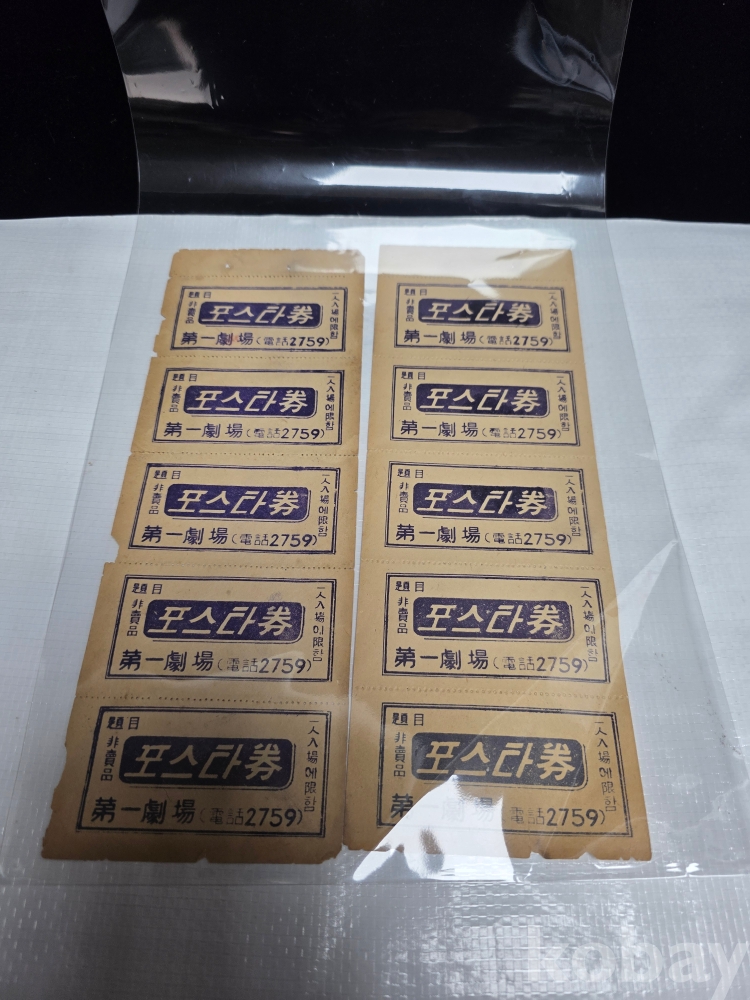 題目
非賣品
포스타券
一人入場에限함
第一劇場(電話2759)
題目
非賣品
포스타券
一人入場에限함
第一劇場(電話2759)
題目
非賣品
포스타券
一人入場에限함
第一劇場(電話2759)
題目
非賣品
포스타券
一人入場에限함
第一劇場(電話2759)
題目
非賣品
포스타券
一人入場에限함
第一劇場(電話2759)
題目
非賣品
포스타券
一人入場에限함
第一劇場(電話2759)
題目
非賣品
포스타券
一人入場에限함
第一劇場(電話2759)
題目
非賣品
포스타券
一人入場에限함
第一劇場(電話2759)
題目
非賣品
포스타券
一人入場에限함
第一劇場(電話2759)
題目
非賣品
포스타券
一人入場에限함
第一劇場 電話2759)
kobay